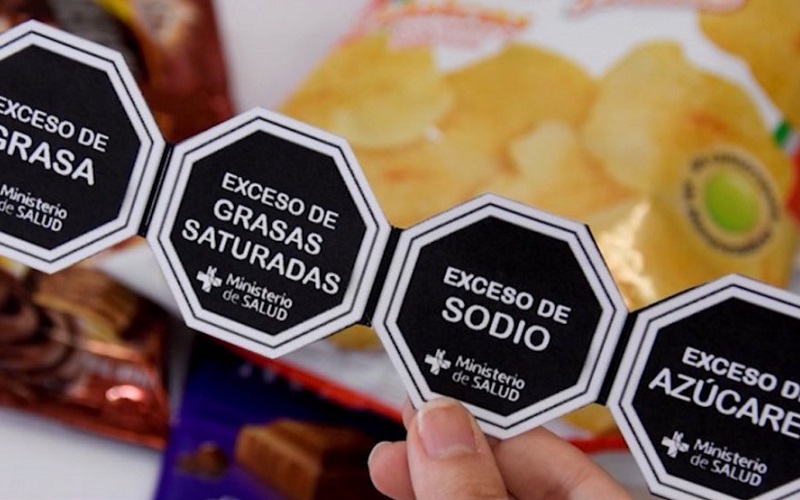 EXCESO DE
GRASA
Ministerio
de SALUD
EXCESO DE
GRASAS
SATURADAS
Ministerio
de SALUD
EXCESO DE
SODIO
Ministerio
de SALUD
EXCESO D
AZÚCARE
Ministerio
de SALUD